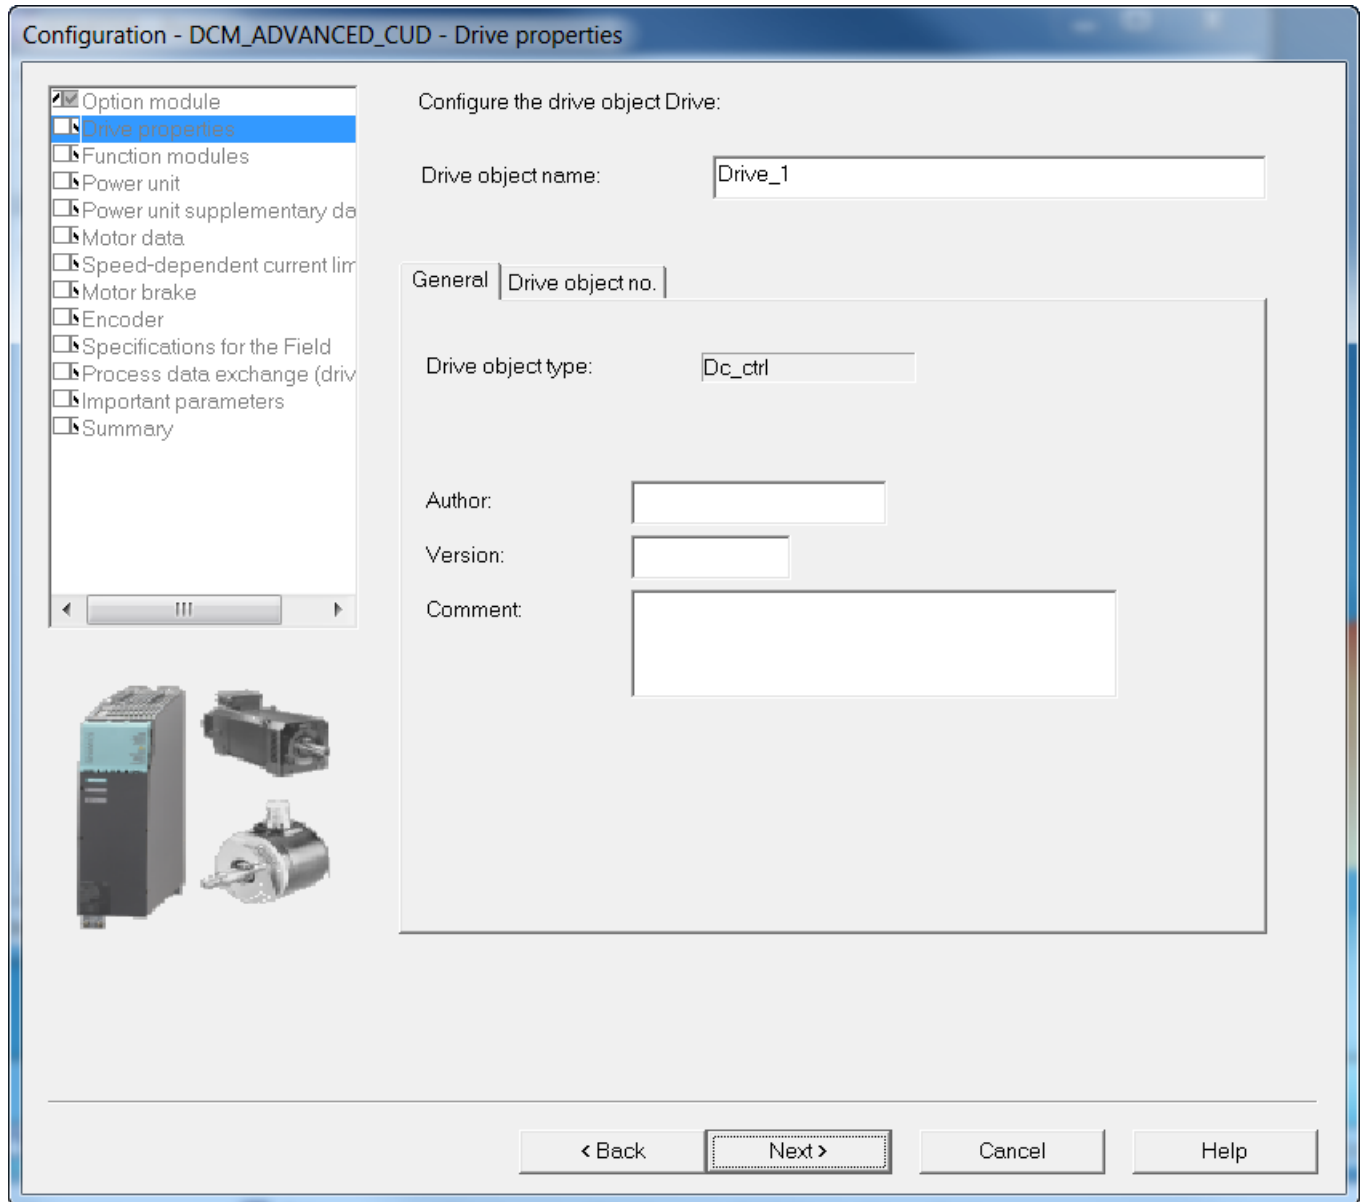 Configuration - DCM_ADVANCED_CUD - Drive properties
Option module
Drive properties
Function modules
Power unit
Power unit supplementary da
Motor data
Speed-dependent current lim
Motor brake
Encoder
Specifications for the Field
Process data exchange (driv
Important parameters
Summary
Configure the drive object Drive:
Drive object name:
Drive_1
General
Drive object no.
Drive object type:
Dc_ctrl
Author:
Version:
Comment:
< Back
Next >
Cancel
Help